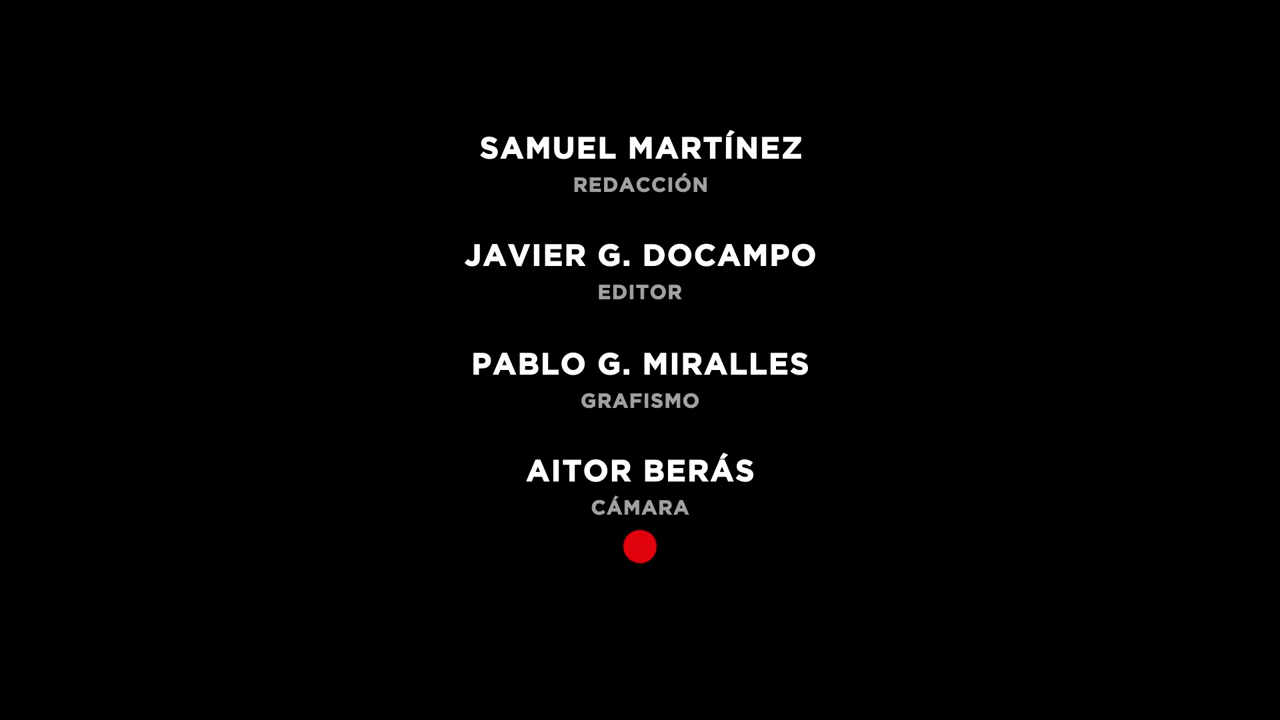 SAMUEL MARTÍNEZ
REDACCIÓN
JAVIER G. DOCAMPO
EDITOR
PABLO G. MIRALLES
GRAFISMO
AITOR BERÁS
CÁMARA